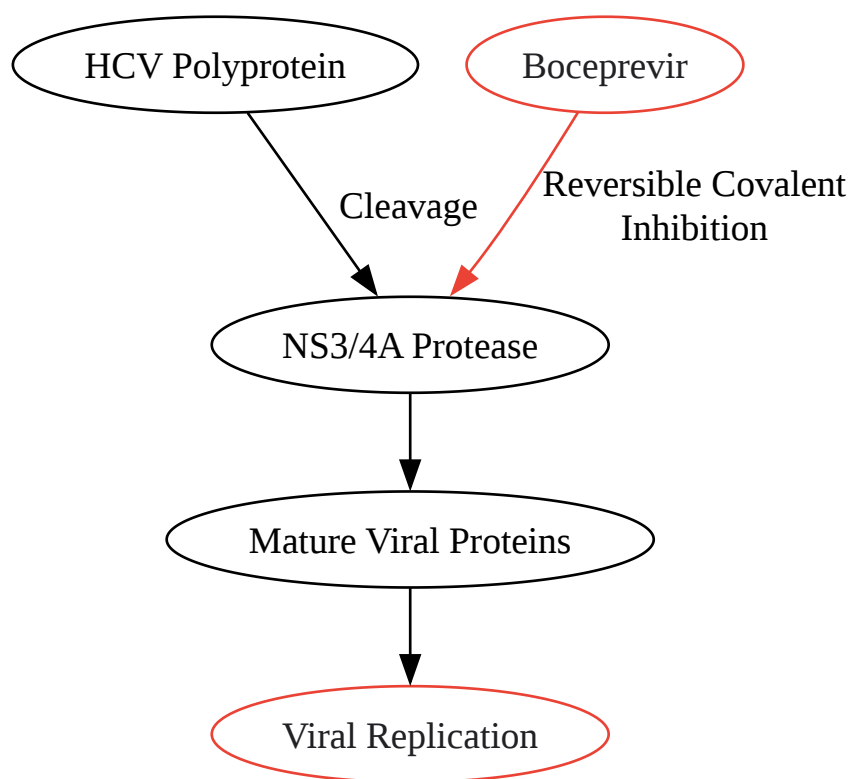 HCV Polyprotein
Boceprevir
Cleavage
Reversible Covalent
Inhibition
NS3/4A Protease
Mature Viral Proteins
Viral Replication